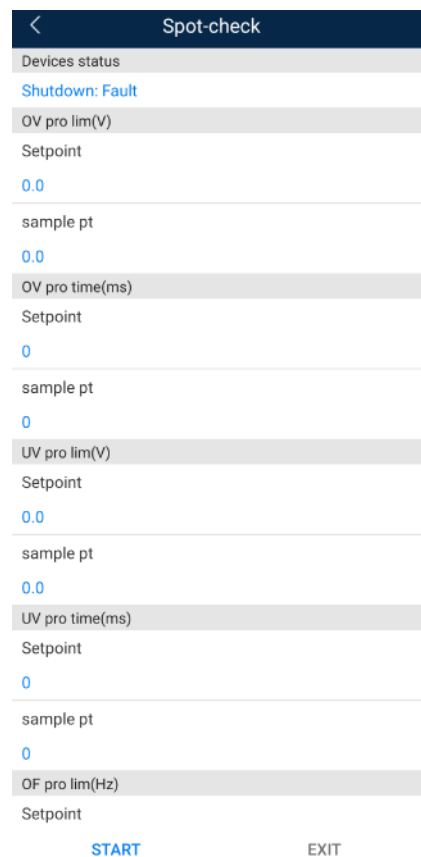 Spot-check
Devices status
Shutdown: Fault
OV pro lim(V)
Setpoint
0.0
sample pt
0.0
OV pro time(ms)
Setpoint
0
sample pt
0
UV pro lim(V)
Setpoint
0.0
sample pt
0.0
UV pro time(ms)
Setpoint
0
sample pt
0
OF pro lim(Hz)
Setpoint
START EXIT